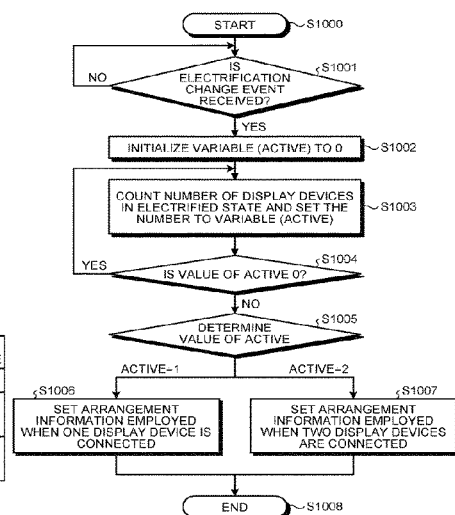 START
S1000
IS
ELECTRIFICATION
CHANGE EVENT
RECEIVED?
S1001
NO
YES
INITIALIZE VARIABLE (ACTIVE) TO 0
S1002
COUNT NUMBER OF DISPLAY DEVICES
IN ELECTRIFIED STATE AND SET THE
NUMBER TO VARIABLE (ACTIVE)
S1003
S1004
YES
IS VALUE OF ACTIVE 0?
NO
S1005
DETERMINE
VALUE OF ACTIVE
ACTIVE=1
ACTIVE=2
S1006
S1007
SET ARRANGEMENT
INFORMATION EMPLOYED
WHEN ONE DISPLAY DEVICE IS
CONNECTED
SET ARRANGEMENT
INFORMATION EMPLOYED
WHEN TWO DISPLAY DEVICES
ARE CONNECTED
END
S1008